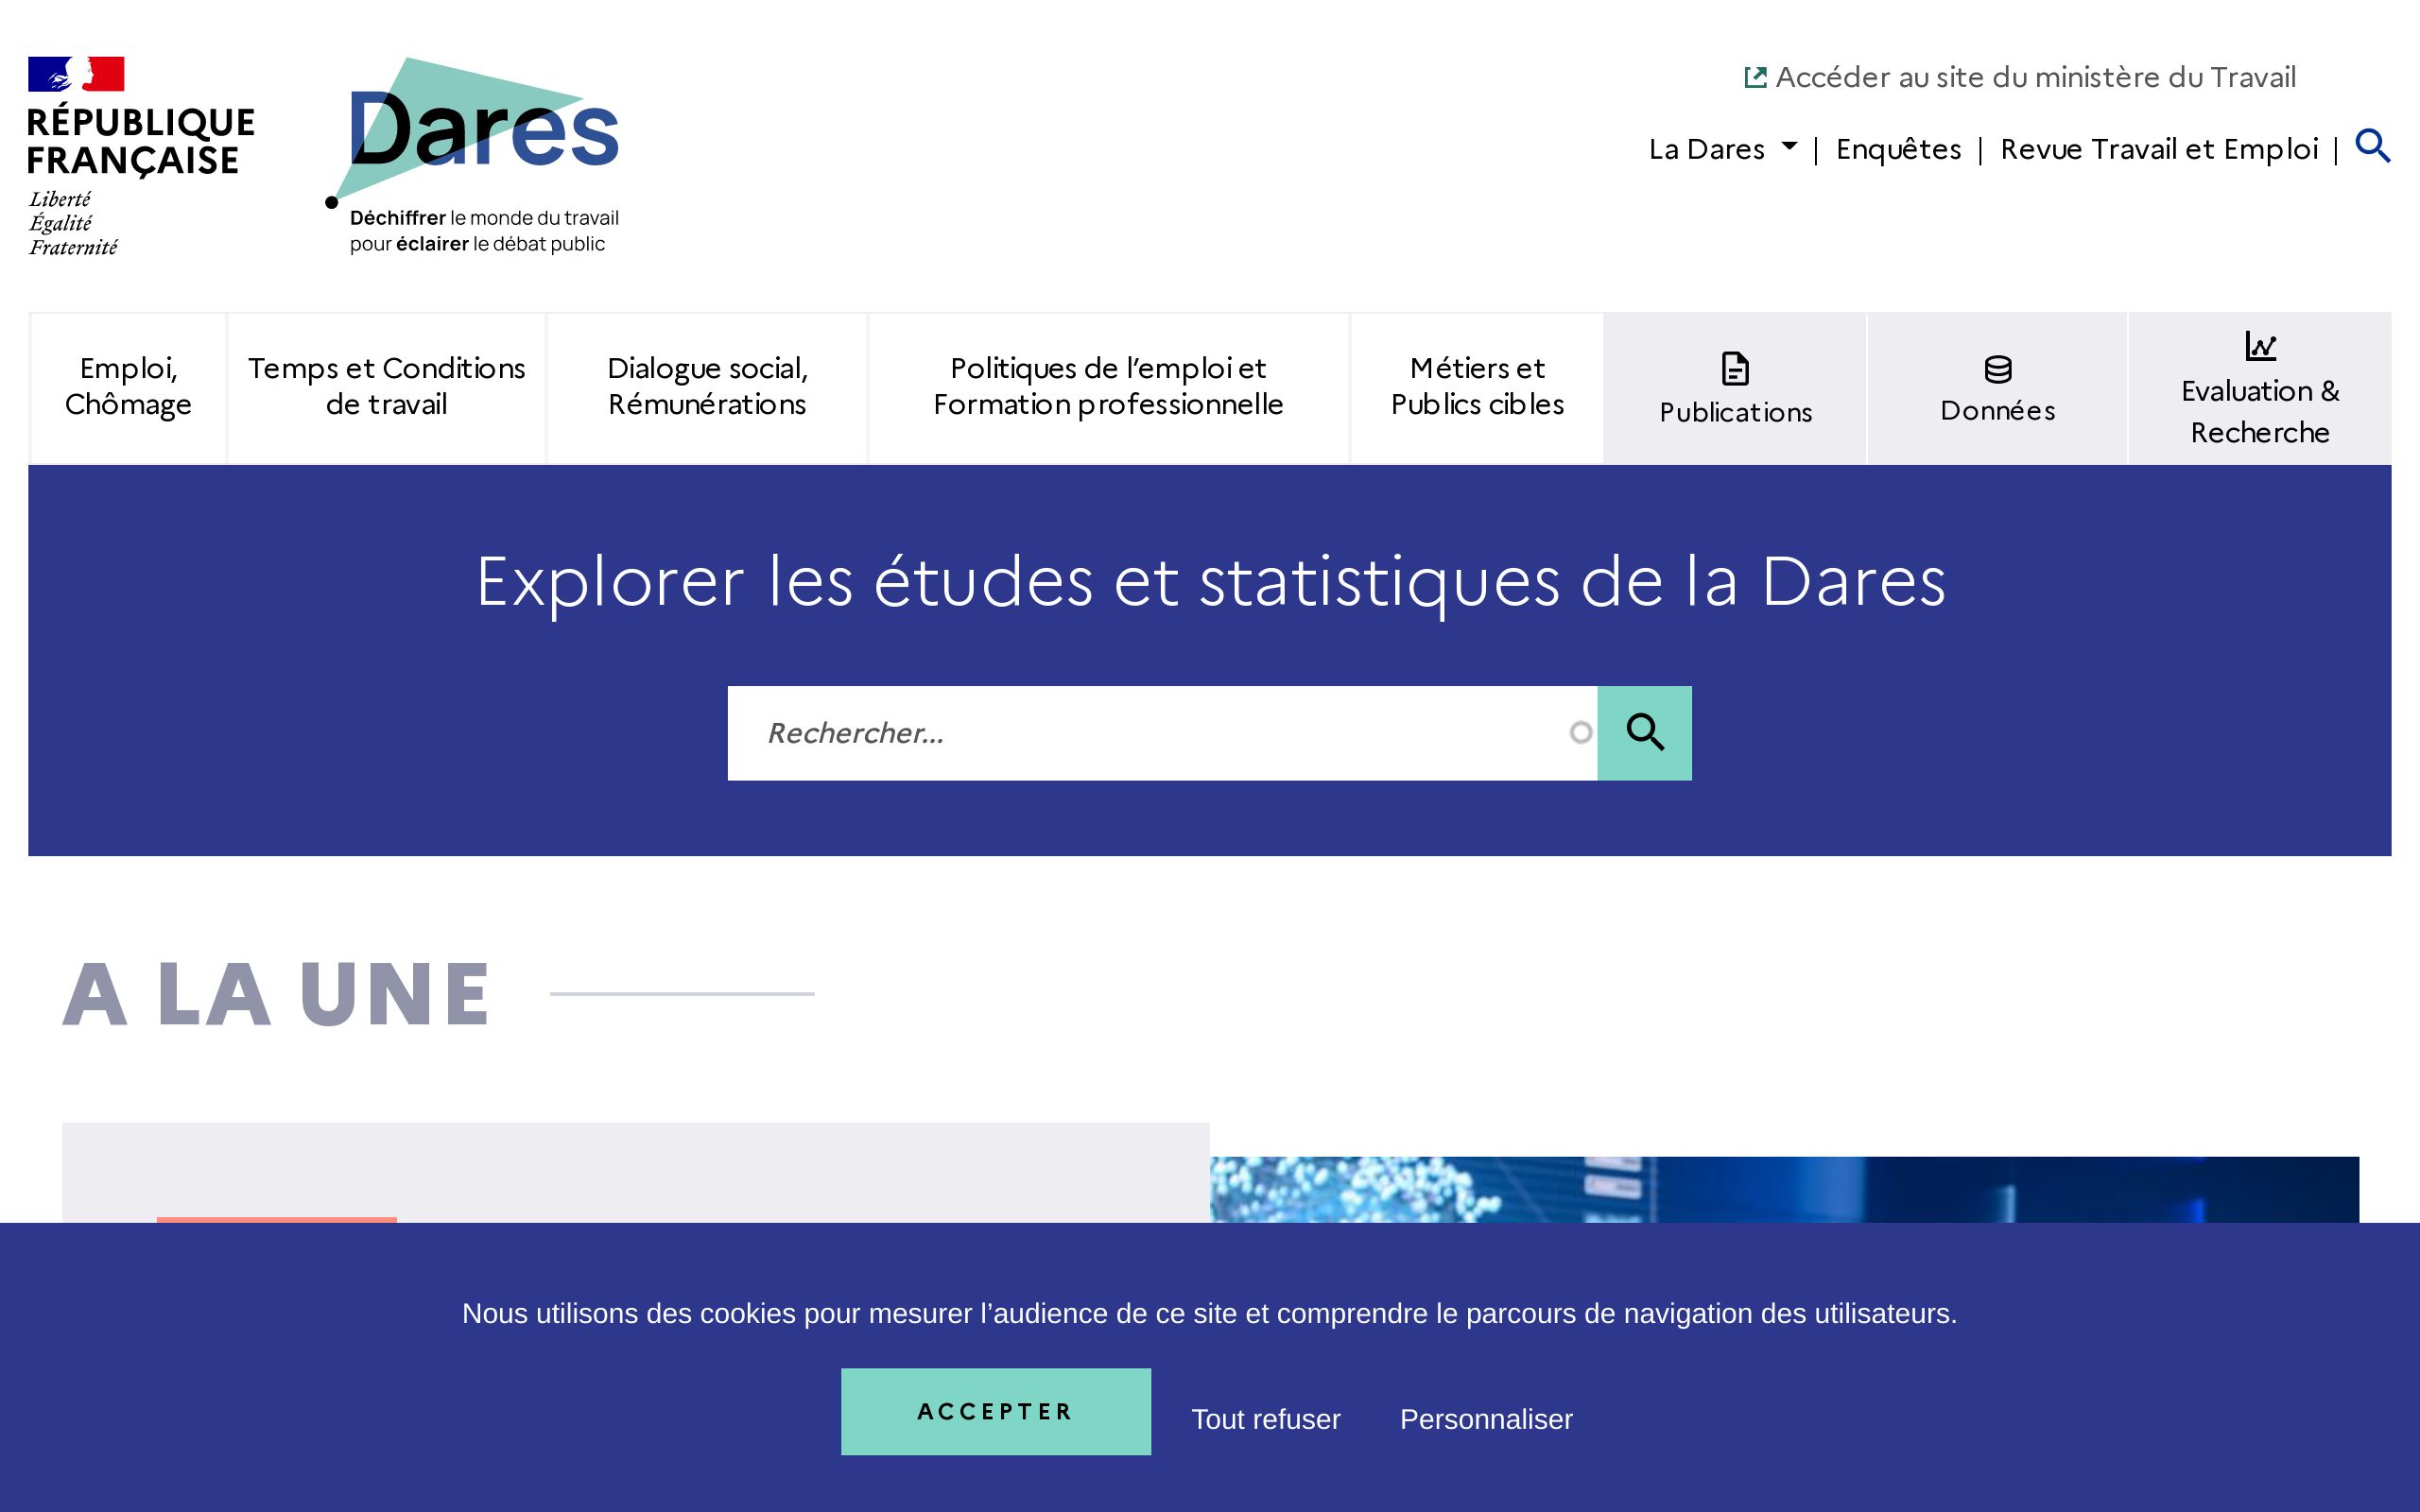 RÉPUBLIQUE
FRANÇAISE
Liberté
Égalité
Fraternité
Dares
Déchiffrer le monde du travail
pour éclairer le débat public
Accéder au site du ministère du Travail
La Dares | Enquêtes | Revue Travail et Emploi |
Emploi,
Chômage
Temps et Conditions
de travail
Dialogue social,
Rémunérations
Politiques de l’emploi et
Formation professionnelle
Métiers et
Publics cibles
Publications
Données
Evaluation &
Recherche
Explorer les études et statistiques de la Dares
Rechercher...
A LA UNE
Nous utilisons des cookies pour mesurer l’audience de ce site et comprendre le parcours de navigation des utilisateurs.
ACCEPTER
Tout refuser
Personnaliser